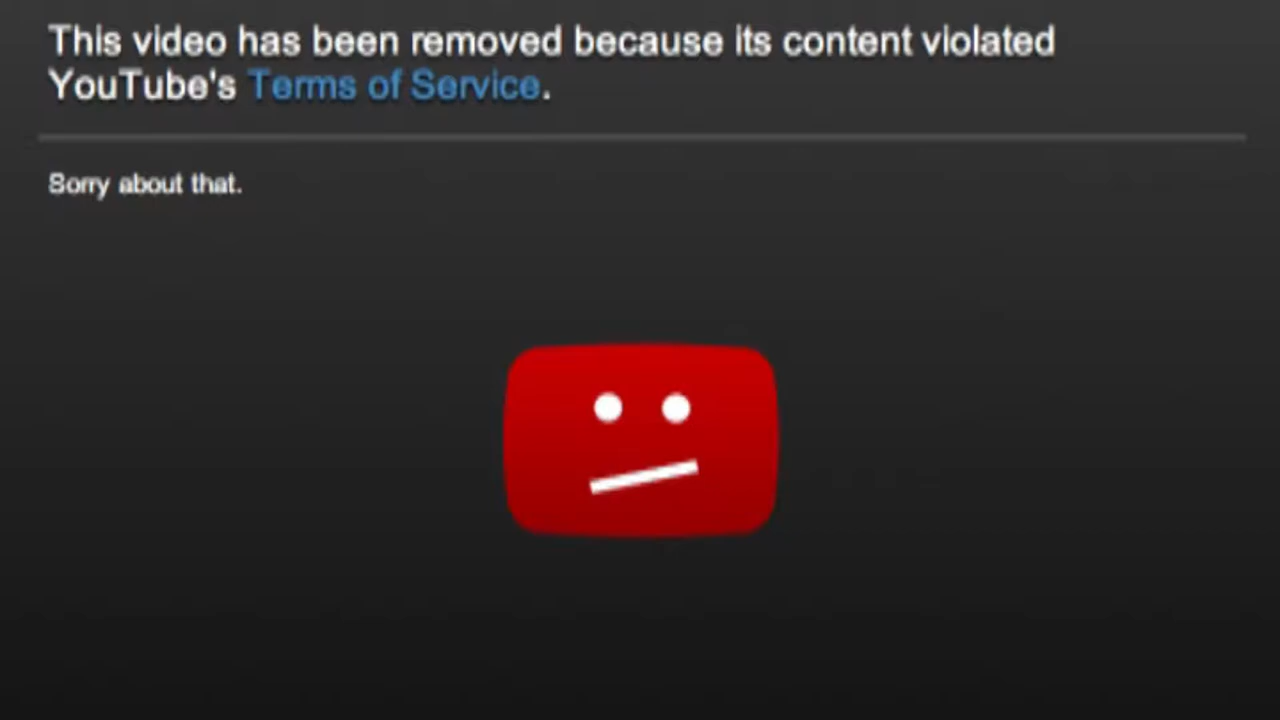 This video has been removed because its content violated
YouTube's Terms of Service.
Sorry about that.